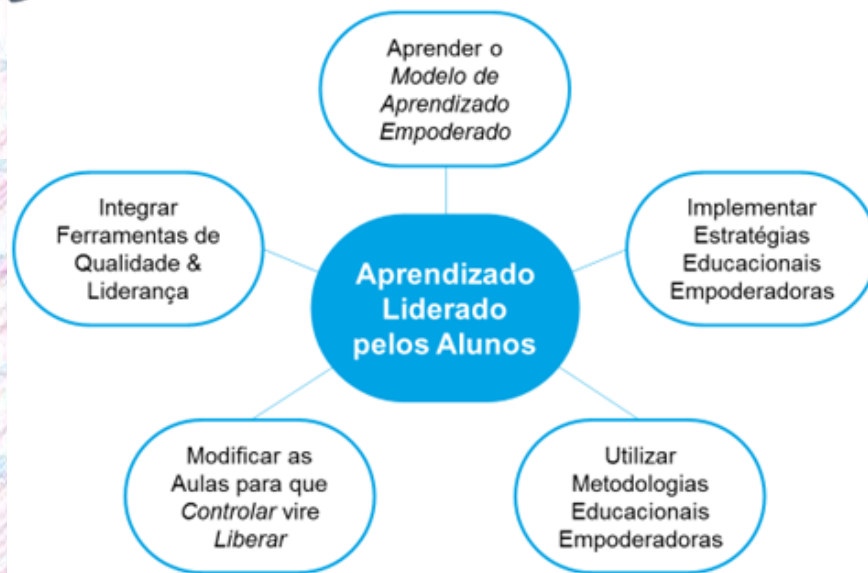 Aprender o
Modelo de
Aprendizado
Empoderado
Integrar
Ferramentas de
Qualidade &
Liderança
Implementar
Estratégias
Educacionais
Empoderadoras
Aprendizado
Liderado
pelos Alunos
Modificar as
Aulas para que
Controlar vire
Liberar
Utilizar
Metodologias
Educacionais
Empoderadoras